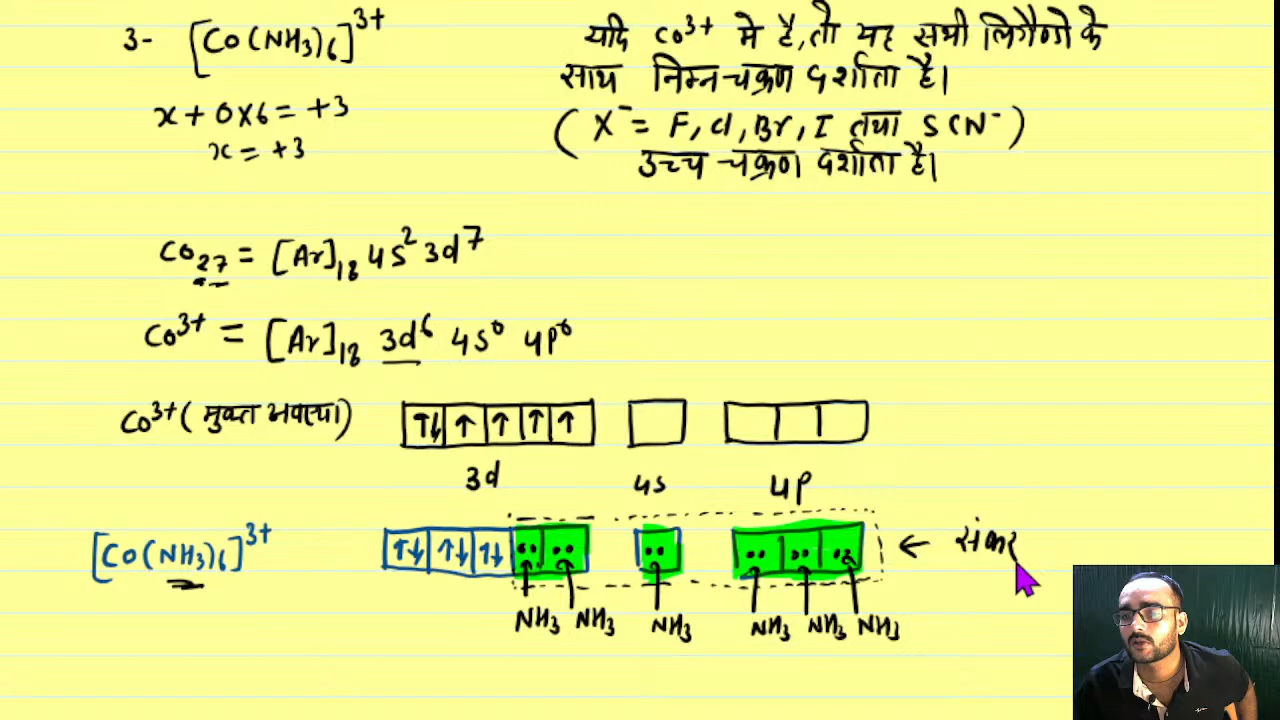 3- [Co(NH₃)₆]³⁺
x + 0×6 = +3
x = +3
यदि Co³⁺ मे है, तो यह सभी लिगैण्डो के
साथ निम्न चक्रण दर्शाता है।
( X⁻ = F, Cl, Br, I तथा SCN⁻ )
उच्च चक्रण दर्शाता है।
Co₂₇ = [Ar]₁₈ 4s² 3d⁷
Co³⁺ = [Ar]₁₈ 3d⁶ 4s⁰ 4p⁰
Co³⁺ ( मुक्त अवस्था) ↑↓ ↑ ↑ ↑ ↑
3d 4s 4p
[Co(NH₃)₆]³⁺ ↑↓ ↑↓ ↑↓ ·· ·· ·· ·· ·· ·· ← संकर
NH₃ NH₃ NH₃ NH₃ NH₃ NH₃